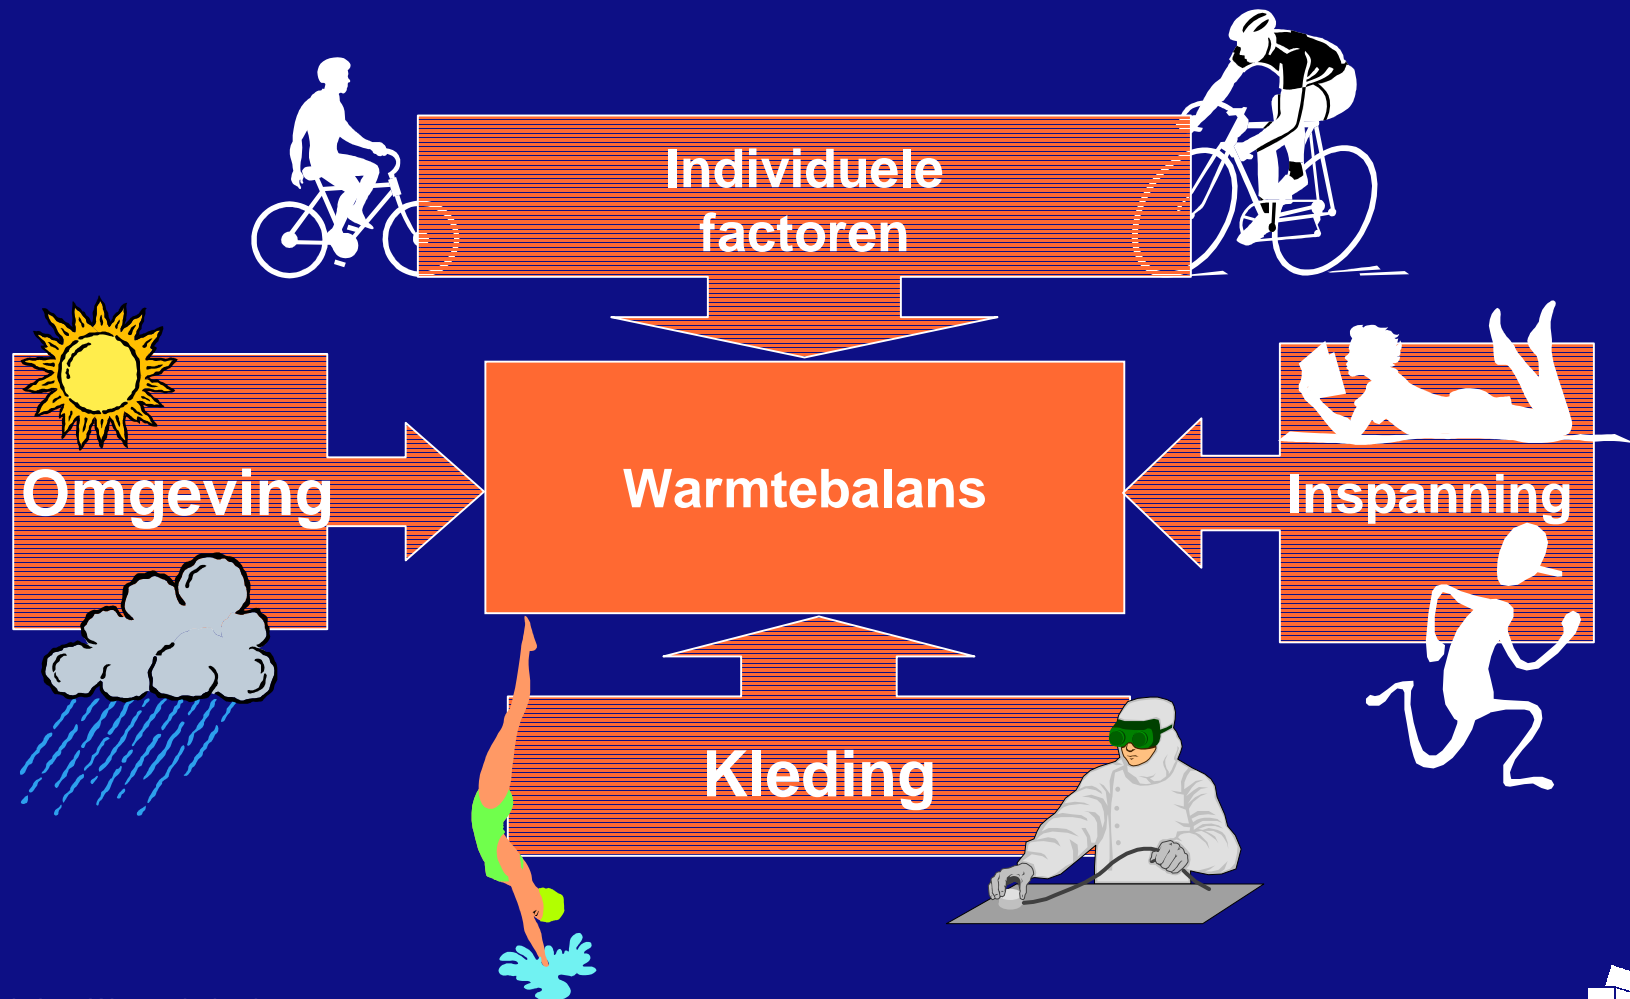 Individuele
factoren
Omgeving
Warmtebalans
Inspanning
Kleding